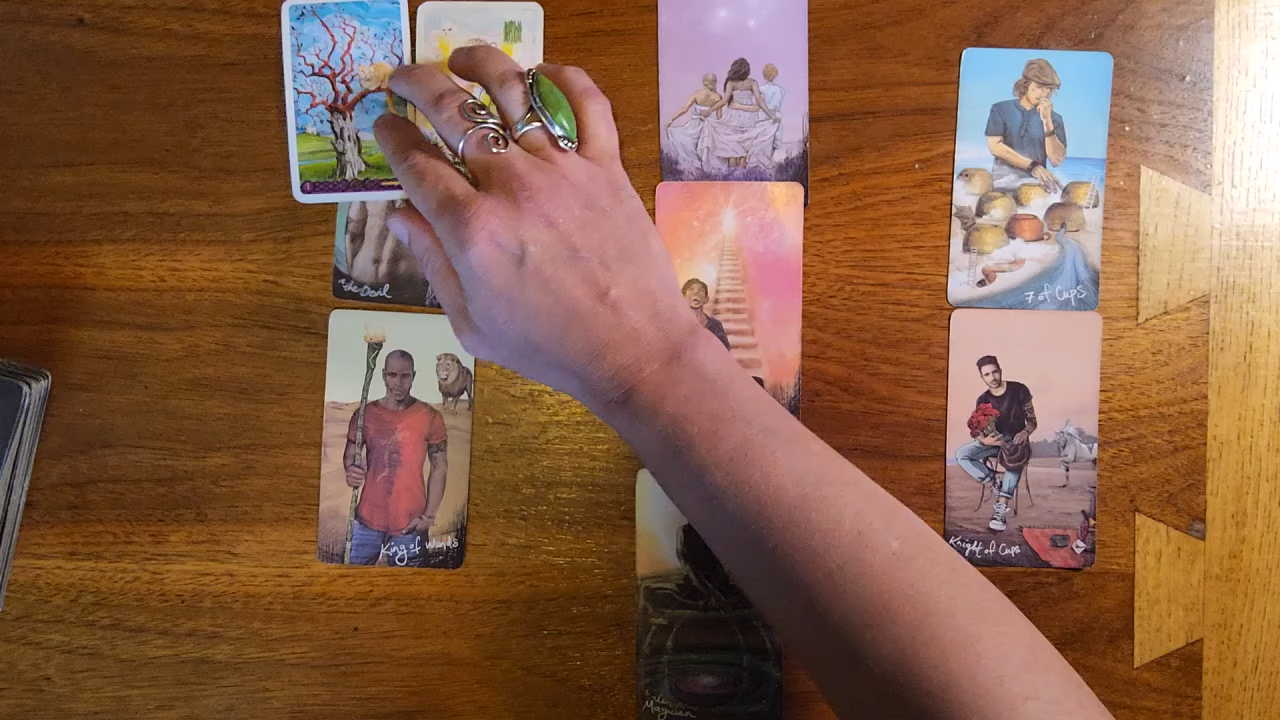 The Devil
7 of Cups
King of Wands
Knight of Cups
Magician